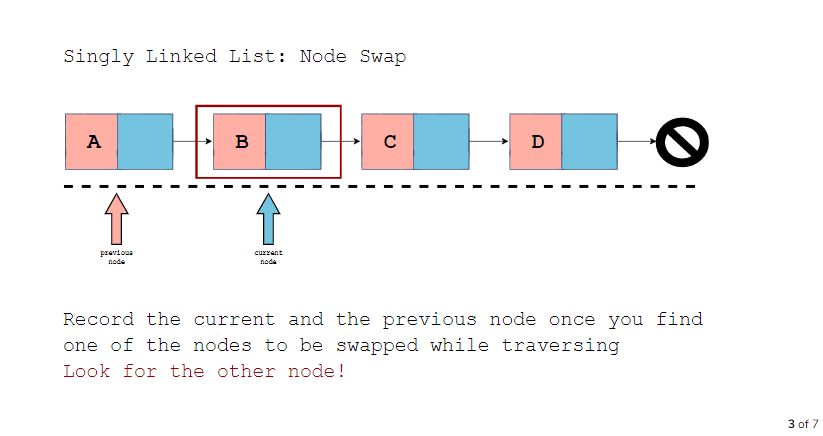 Singly Linked List: Node Swap
A B C D
previous
node
current
node
Record the current and the previous node once you find
one of the nodes to be swapped while traversing
Look for the other node!
3 of 7